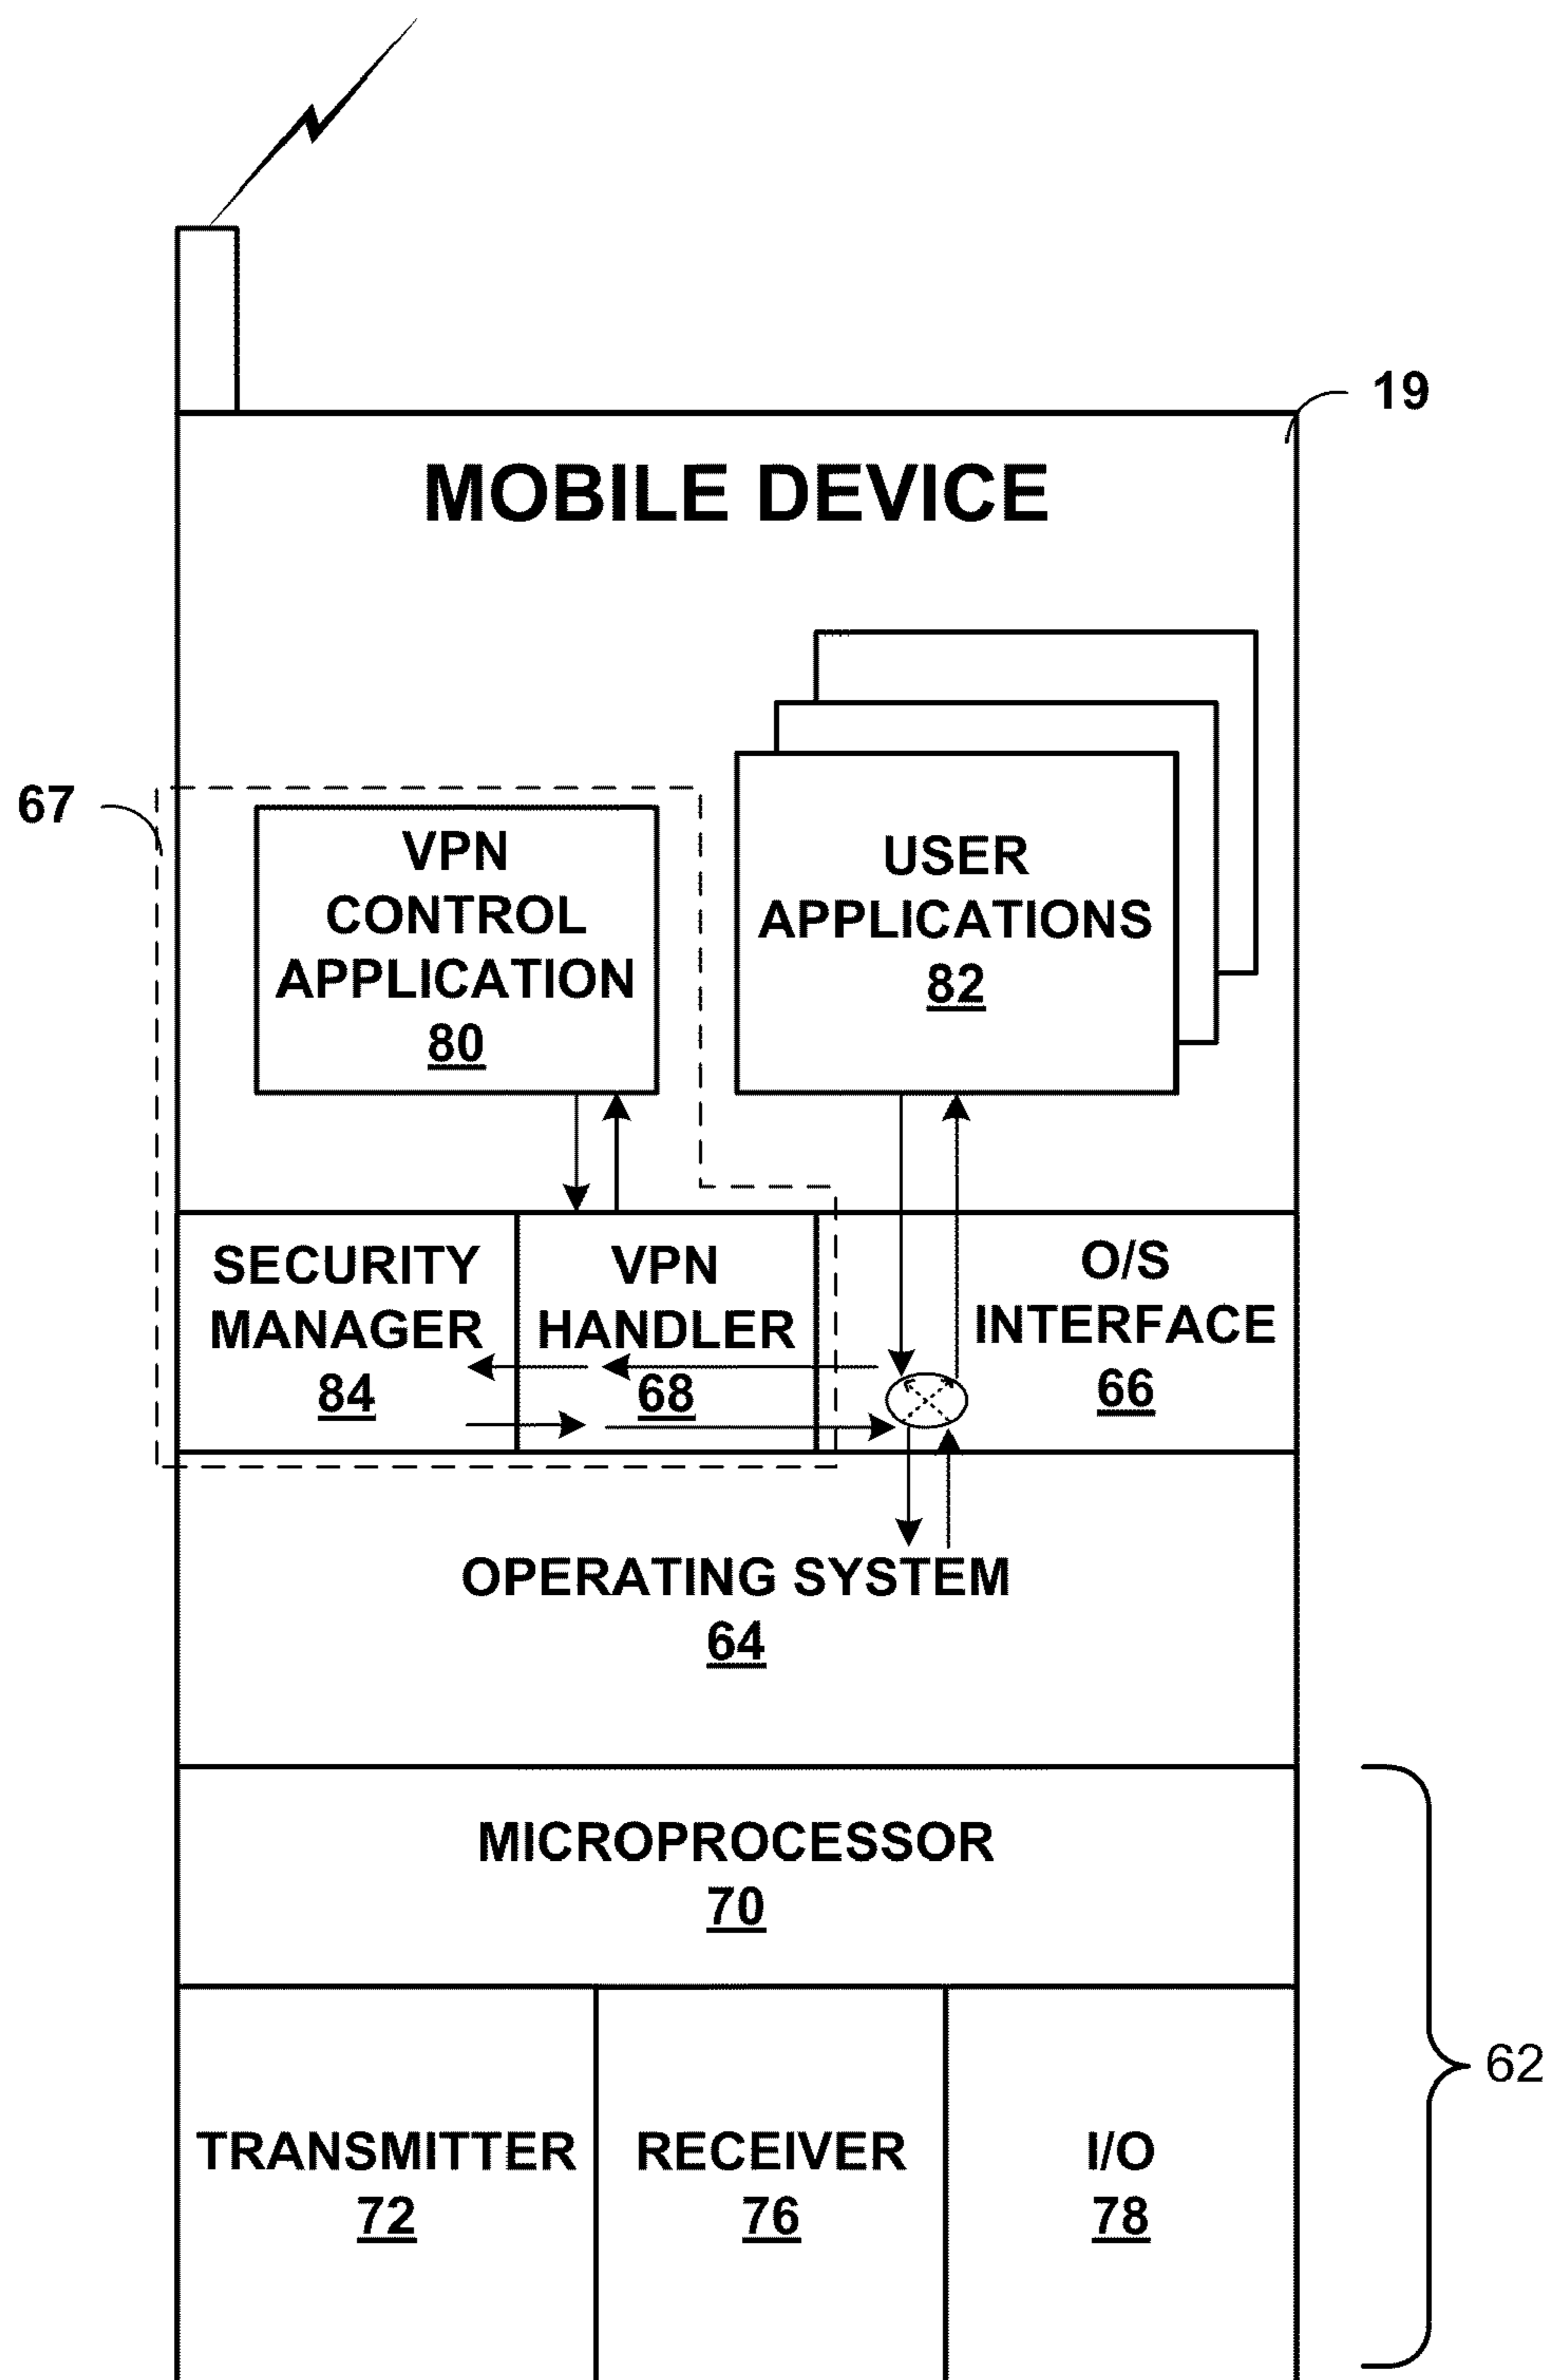 19
MOBILE DEVICE
67
VPN
CONTROL
APPLICATION
80
USER
APPLICATIONS
82
SECURITY
MANAGER
84
VPN
HANDLER
68
O/S
INTERFACE
66
OPERATING SYSTEM
64
MICROPROCESSOR
70
62
TRANSMITTER
72
RECEIVER
76
I/O
78